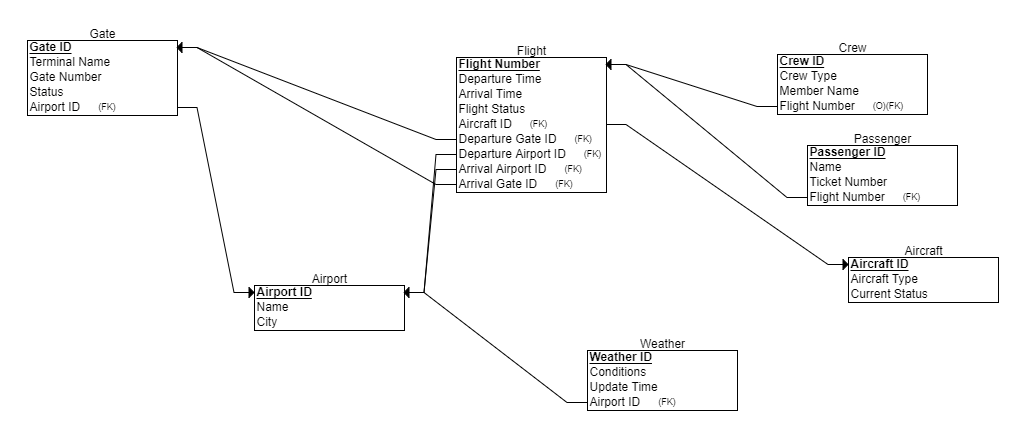 Gate
Gate ID
Terminal Name
Gate Number
Status
Airport ID (FK)
Flight
Flight Number
Departure Time
Arrival Time
Flight Status
Aircraft ID (FK)
Departure Gate ID (FK)
Departure Airport ID (FK)
Arrival Airport ID (FK)
Arrival Gate ID (FK)
Crew
Crew ID
Crew Type
Member Name
Flight Number (O)(FK)
Passenger
Passenger ID
Name
Ticket Number
Flight Number (FK)
Aircraft
Aircraft ID
Aircraft Type
Current Status
Airport
Airport ID
Name
City
Weather
Weather ID
Conditions
Update Time
Airport ID (FK)